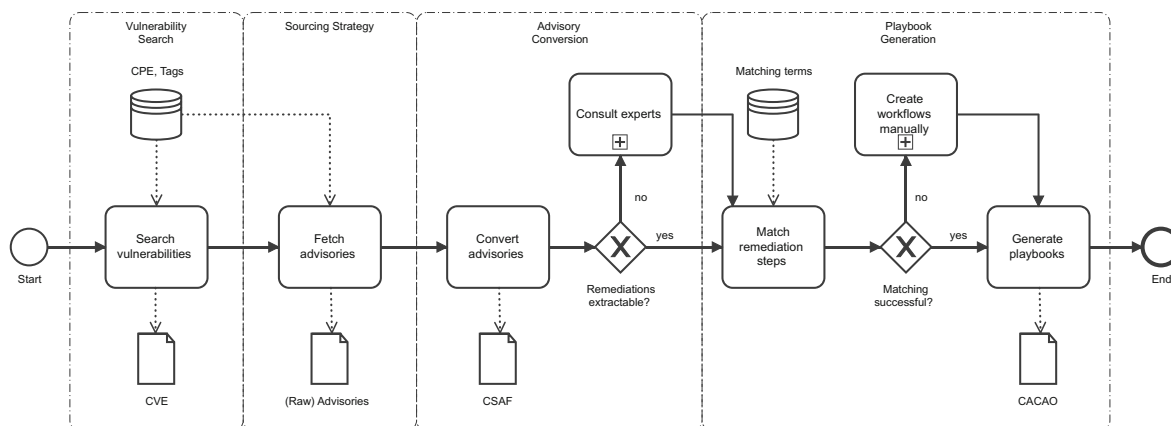 Vulnerability
Search
Sourcing Strategy
Advisory
Conversion
Playbook
Generation
CPE, Tags
Matching terms
Consult experts
Create
workflows
manually
no
no
Start
Search
vulnerabilities
Fetch
advisories
Convert
advisories
X
yes
Match
remediation
steps
X
yes
Generate
playbooks
End
Remediations
extractable?
Matching
successful?
CVE
(Raw) Advisories
CSAF
CACAO